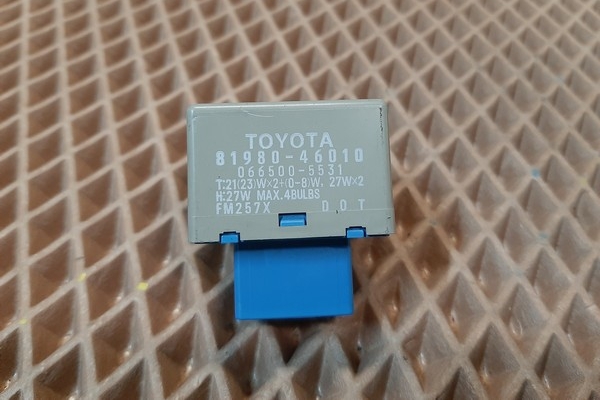 TOYOTA
81980-46010
066500-5531
T:21(23)W×2+(0-8)W, 27W×2
H:27W MAX.4BULBS
FM257X D.D T